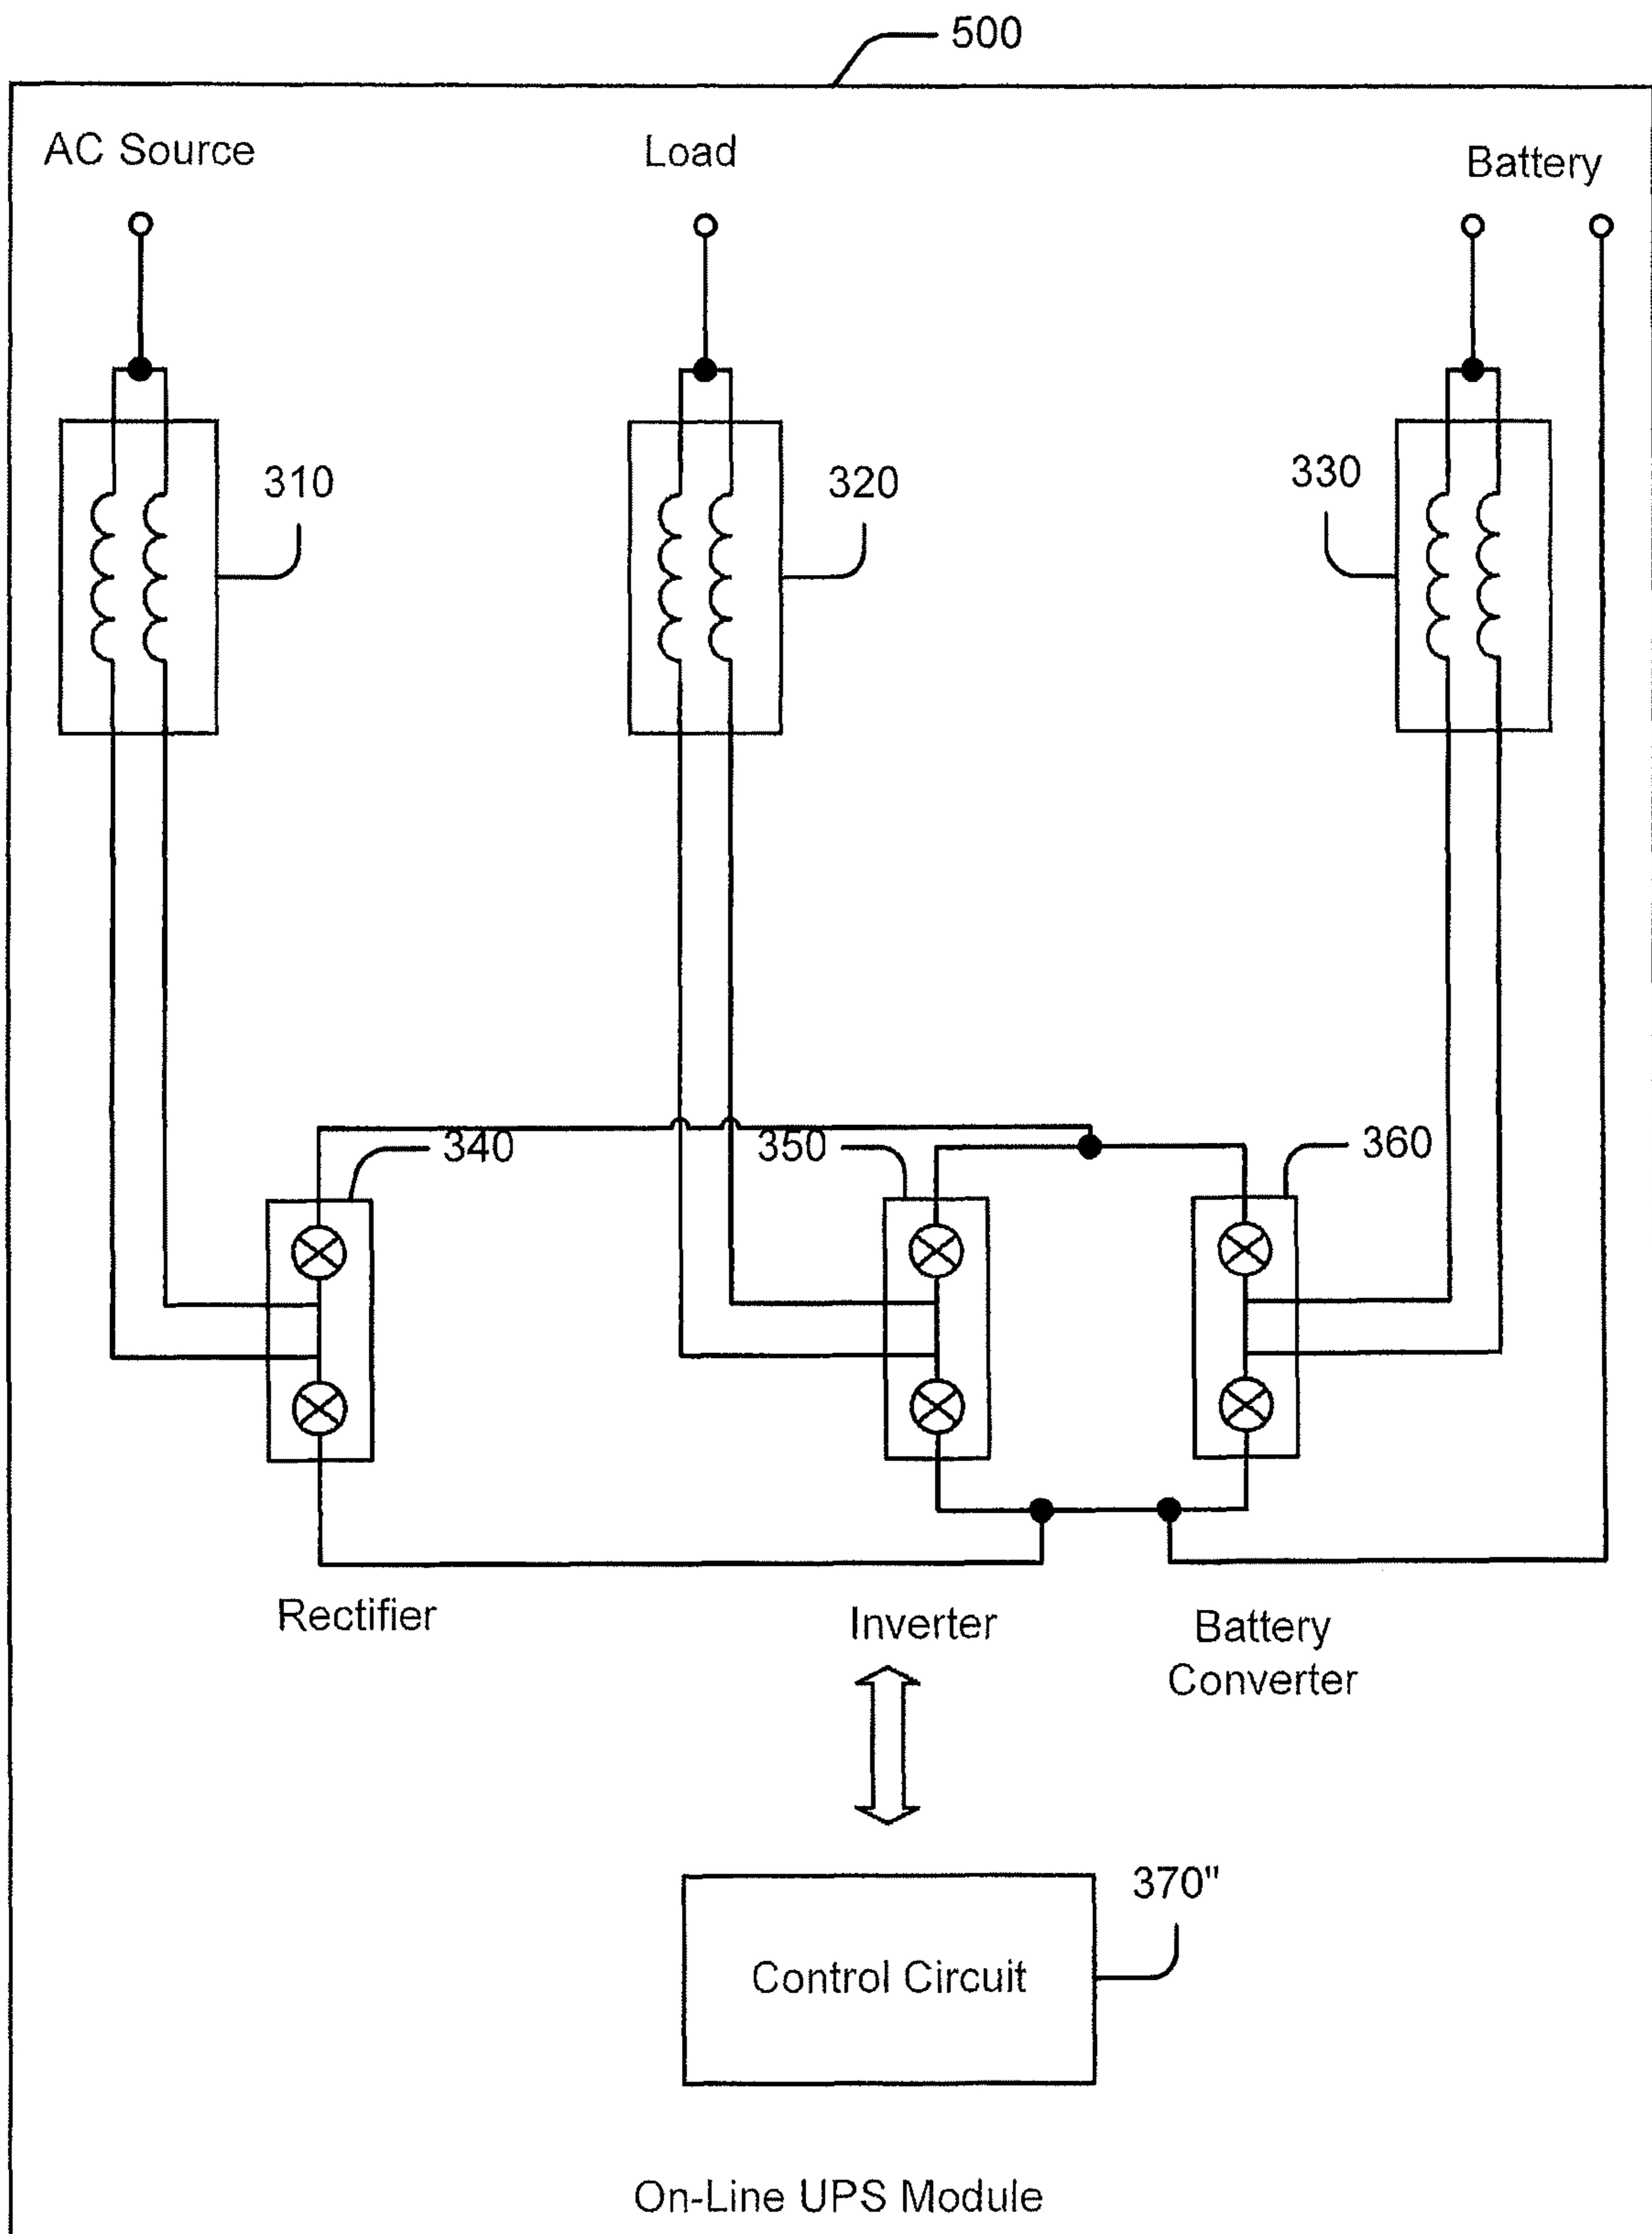 500
AC Source
Load
Battery
310
320
330
340
350
360
Rectifier
Inverter
Battery
Converter
370"
Control Circuit
On-Line UPS Module